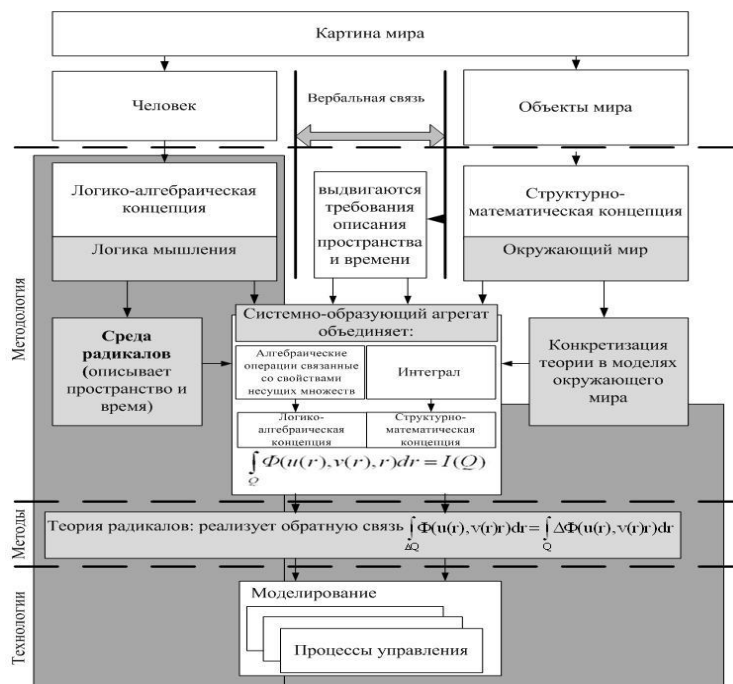 Картина мира
Человек
Вербальная связь
Объекты мира
Методология
Логико-алгебраическая
концепция
Логика мышления
выдвигаются
требования
описания
пространства
и времени
Структурно-
математическая концепция
Окружающий мир
Среда
радикалов
(описывает
пространство и
время)
Системно-образующий агрегат
объединяет:
Алгебраические
операции связанные
со свойствами
несущих множеств
Интеграл
Логико-
алгебраическая
концепция
Структурно-
математическая
концепция
∫_Q Φ(u(r),v(r),r)dr = I(Q)
Конкретизация
теории в моделях
окружающего
мира
Методы
Теория радикалов: реализует обратную связь ∫_ΔQ Φ(u(r),v(r)r)dr= ∫_Q ΔΦ(u(r),v(r)r)dr
Технологии
Моделирование
Процессы управления